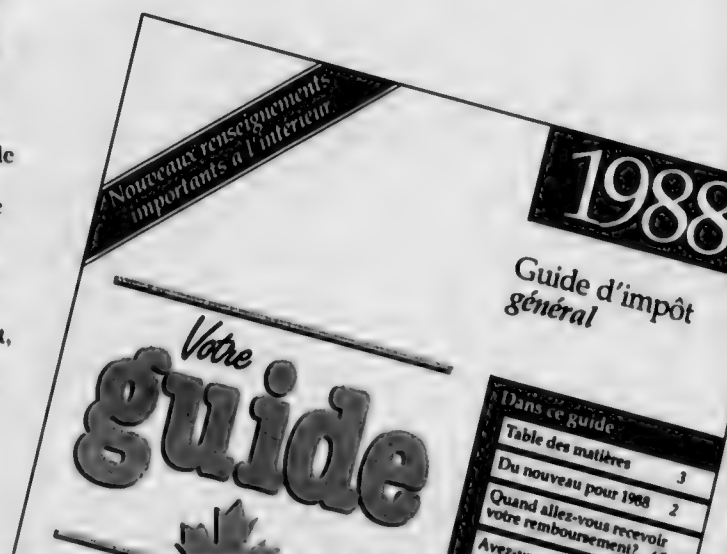 Nouveaux renseignements
importants à l'intérieur
1988
Guide d'impôt
général
Votre
guide
Dans ce guide
Table des matières 3
Du nouveau pour 1988 2
Quand allez-vous recevoir
votre remboursement?